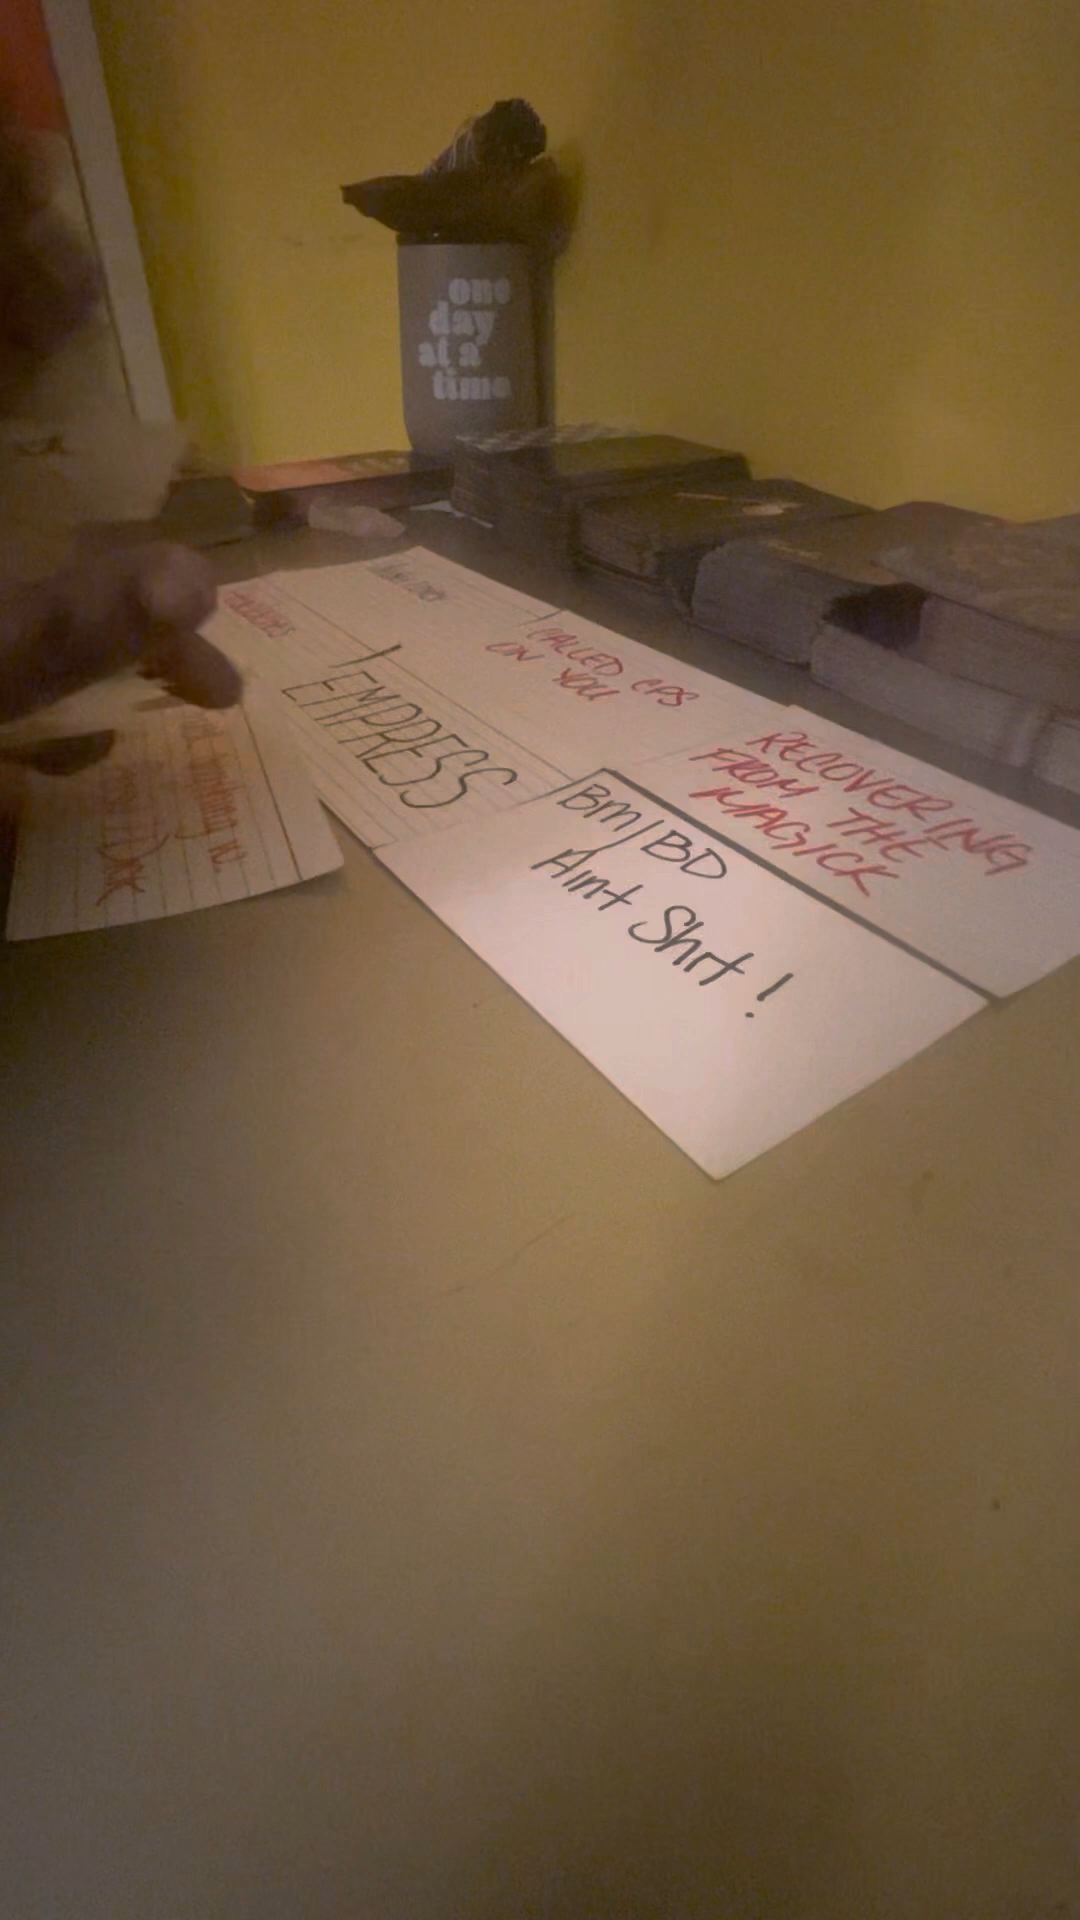 one
day
at a
time
I CALLED CPS
ON YOU
EMPRESS
RECOVERING
FROM THE
MAGICK
BM/BD
Aint Shit !